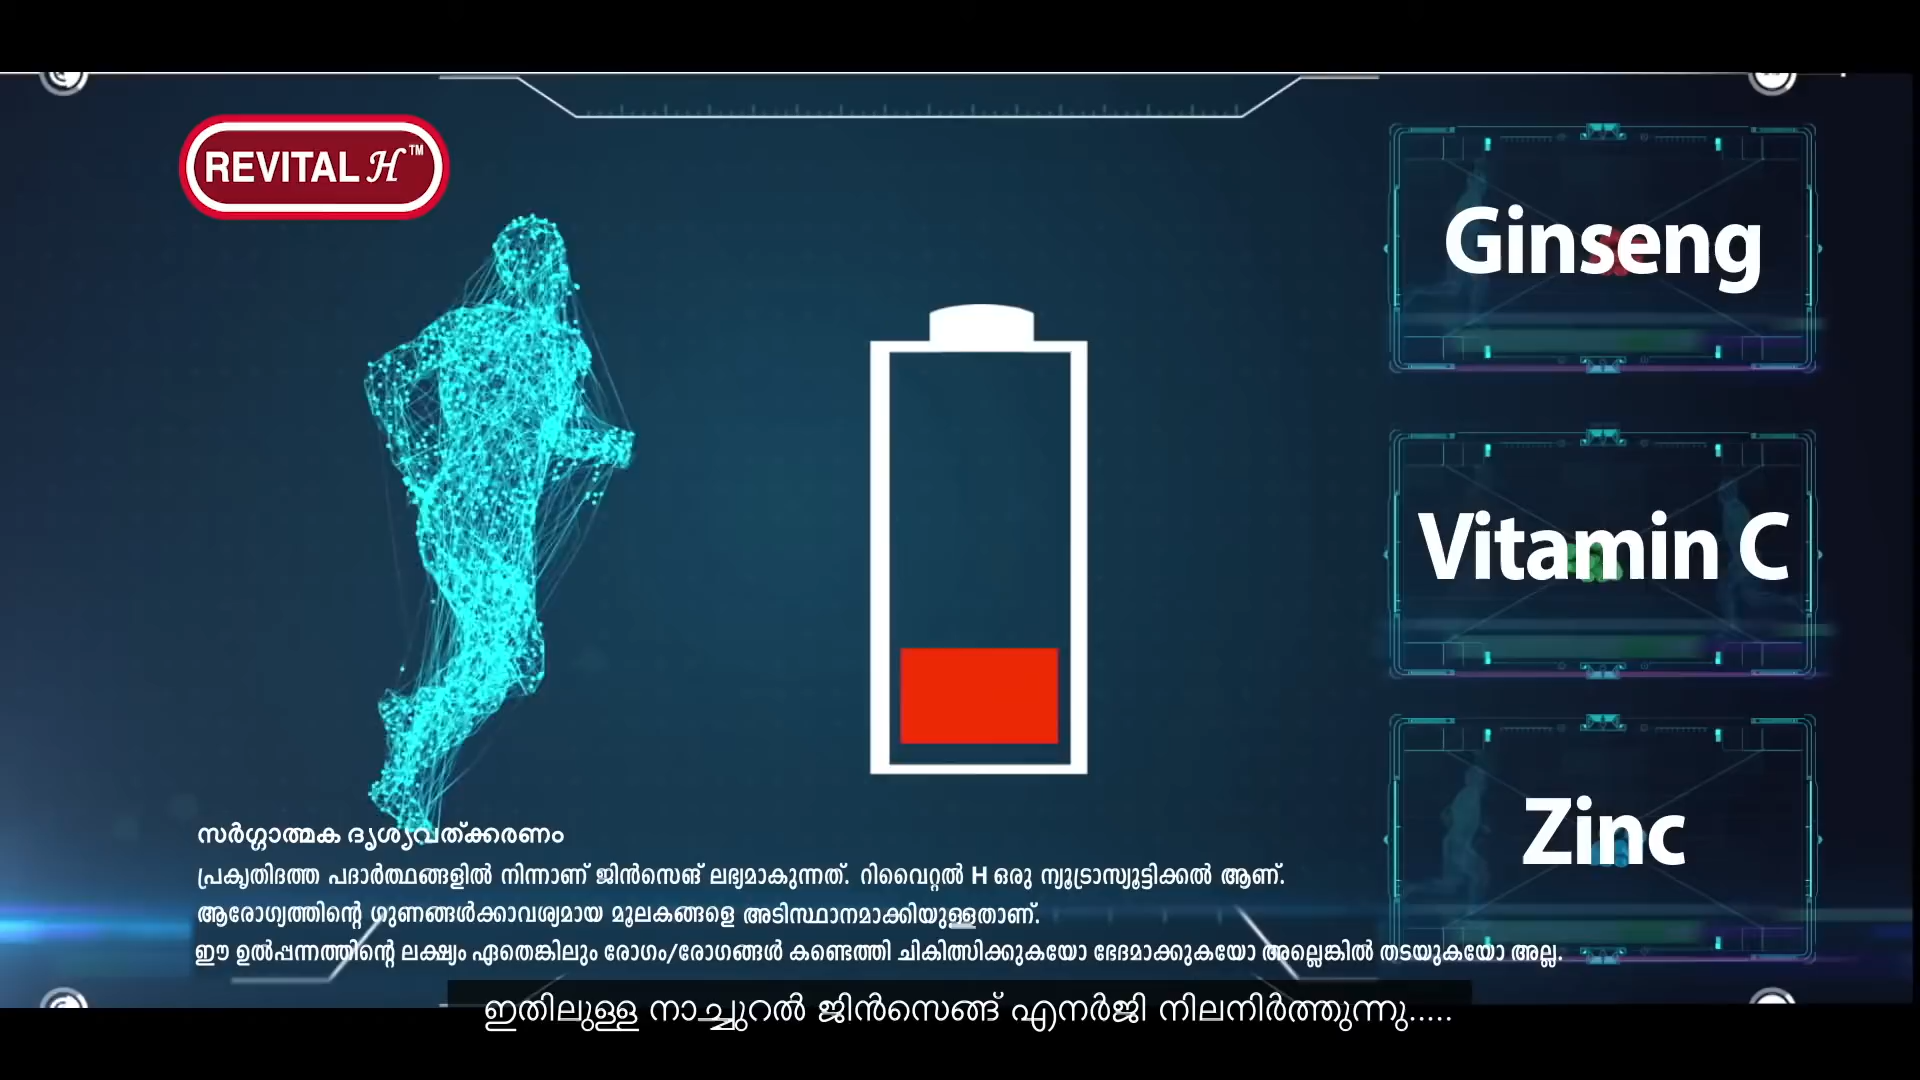 REVITAL H™
Ginseng
Vitamin C
Zinc
സർഗ്ഗാത്മക ദൃശ്യവത്ക്കരണം
പ്രകൃതിദത്ത പദാർത്ഥങ്ങളിൽ നിന്നാണ് ജിൻസെങ് ലഭ്യമാകുന്നത്. റിവൈറ്റൽ H ഒരു ന്യൂട്രാസ്യൂട്ടിക്കൽ ആണ്.
ആരോഗ്യത്തിന്റെ ഗുണങ്ങൾക്കാവശ്യമായ മൂലകങ്ങളെ അടിസ്ഥാനമാക്കിയുള്ളതാണ്.
ഈ ഉൽപ്പന്നത്തിന്റെ ലക്ഷ്യം ഏതെങ്കിലും രോഗം/രോഗങ്ങൾ കണ്ടെത്തി ചികിത്സിക്കുകയോ ഭേദമാക്കുകയോ അല്ലെങ്കിൽ തടയുകയോ അല്ല.
ഇതിലുള്ള നാച്ചുറൽ ജിൻസെങ്ങ് എനർജി നിലനിർത്തുന്നു.....